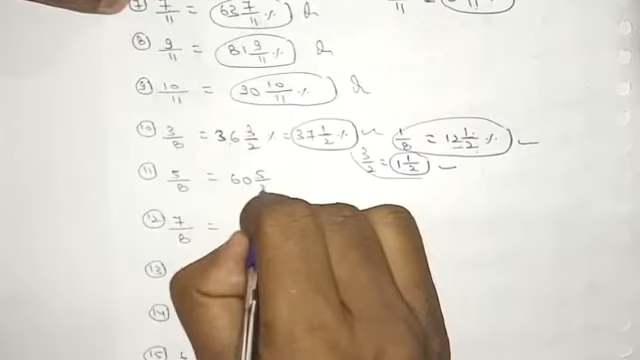 7 7/11 = 63 7/11 %
8 9/11 = 81 9/11 %
9 10/11 = 90 10/11 %
10 3/8 = 36 3/2 % = 37 1/2 % 1/8 = 12 1/2 %
3/2 = 1 1/2
11 5/8 = 60 5/2
12 7/8 =
13
14
15